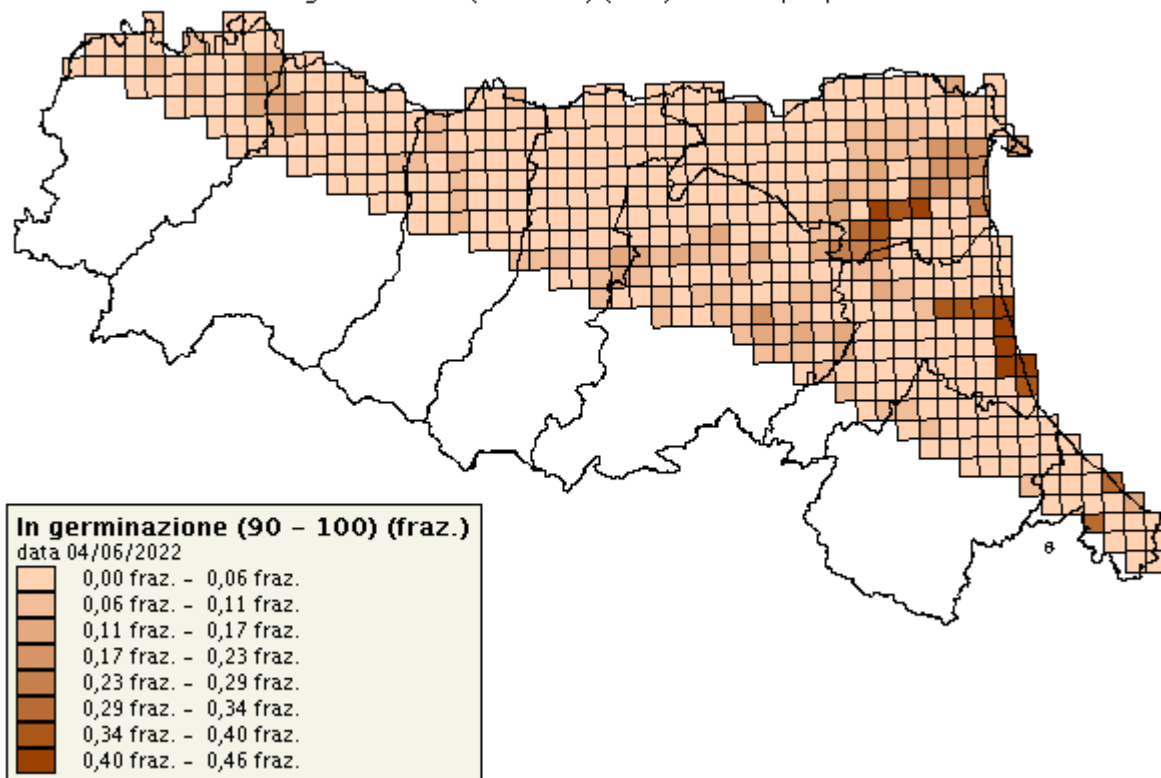 In germinazione (90 – 100) (fraz.)
data 04/06/2022
0,00 fraz. – 0,06 fraz.
0,06 fraz. – 0,11 fraz.
0,11 fraz. – 0,17 fraz.
0,17 fraz. – 0,23 fraz.
0,23 fraz. – 0,29 fraz.
0,29 fraz. – 0,34 fraz.
0,34 fraz. – 0,40 fraz.
0,40 fraz. – 0,46 fraz.